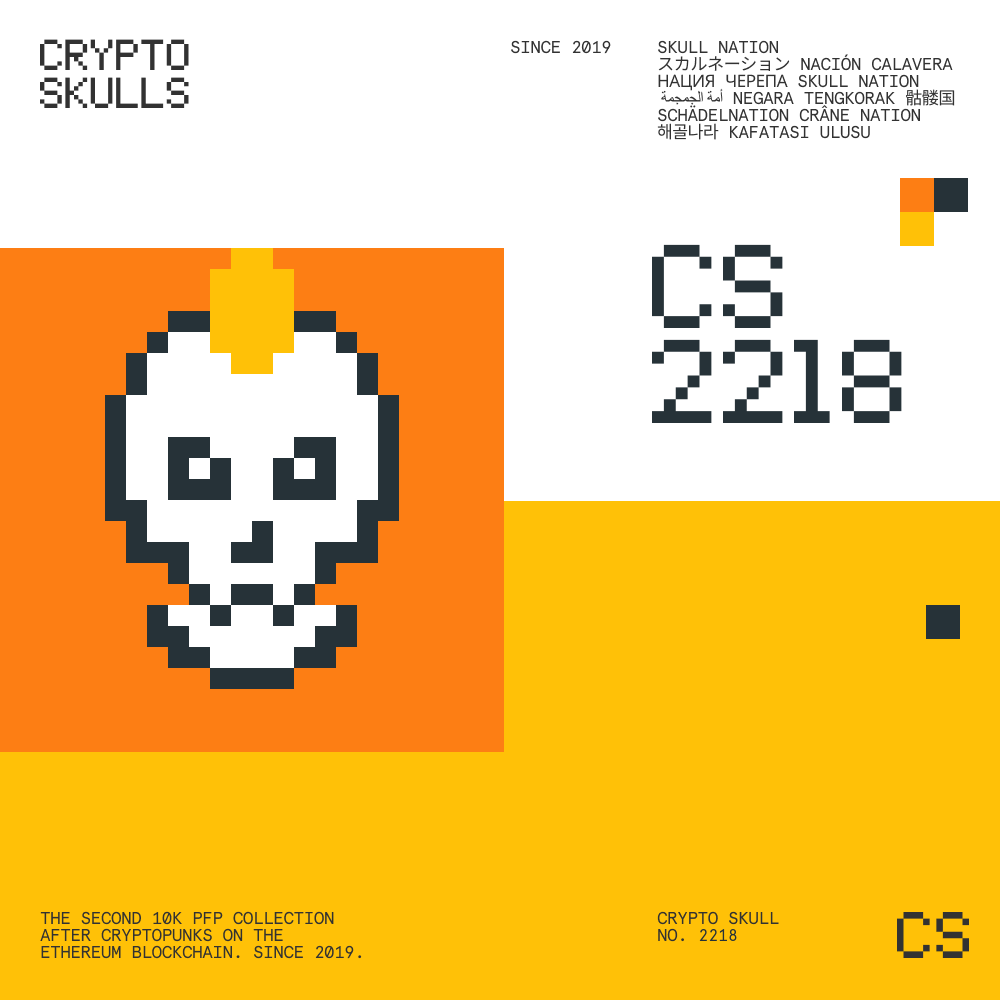 CRYPTO
SKULLS
SINCE 2019
SKULL NATION
スカルネーション NACIÓN CALAVERA
НАЦИЯ ЧЕРЕПА SKULL NATION
أمة الجمجمة NEGARA TENGKORAK 骷髅国
SCHÄDELNATION CRÂNE NATION
해골나라 KAFATASI ULUSU
CS
2218
THE SECOND 10K PFP COLLECTION
AFTER CRYPTOPUNKS ON THE
ETHEREUM BLOCKCHAIN. SINCE 2019.
CRYPTO SKULL
NO. 2218
CS